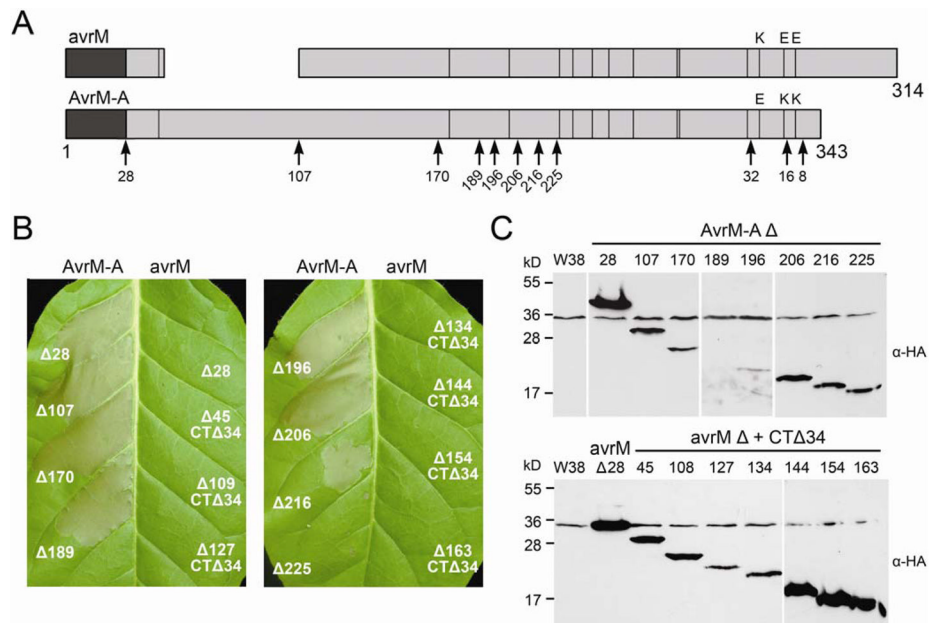 A
avrM
K E E
314
AvrM-A
E K K
1 343
28 107 170 189 196 206 216 225 32 16 8
B
AvrM-A avrM AvrM-A avrM
Δ28 Δ28
Δ107 Δ45
CTΔ34
Δ170 Δ109
CTΔ34
Δ189 Δ127
CTΔ34
Δ196 Δ134
CTΔ34
Δ206 Δ144
CTΔ34
Δ216 Δ154
CTΔ34
Δ225 Δ163
CTΔ34
C
AvrM-A Δ
kD W38 28 107 170 189 196 206 216 225
55
36
28
17
α-HA
avrM avrM Δ + CTΔ34
kD W38 Δ28 45 108 127 134 144 154 163
55
36
28
17
α-HA